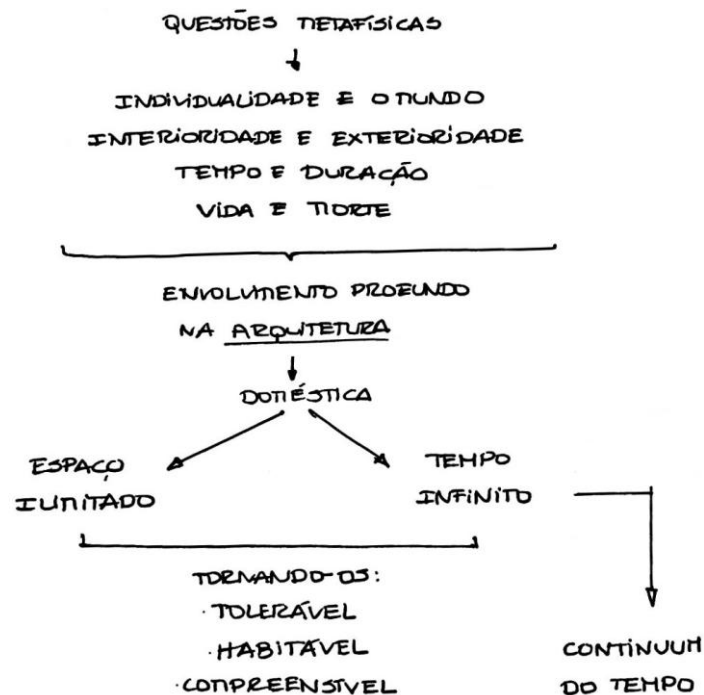 QUESTÕES METAFÍSICAS
INDIVIDUALIDADE E O MUNDO
INTERIORIDADE E EXTERIORIDADE
TEMPO E DURAÇÃO
VIDA E MORTE
ENVOLVIMENTO PROFUNDO
NA ARQUITETURA
DOMÉSTICA
ESPAÇO
ILIMITADO
TEMPO
INFINITO
TORNANDO-OS:
· TOLERÁVEL
· HABITÁVEL
· COMPREENSÍVEL
CONTINUUM
DO TEMPO